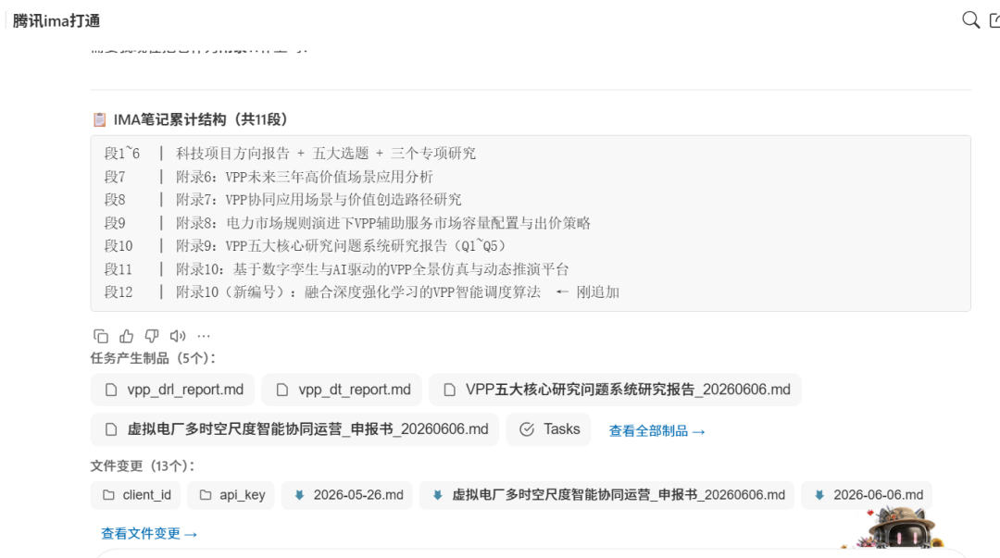 腾讯ima打通
IMA笔记累计结构（共11段）
段1~6 | 科技项目方向报告 + 五大选题 + 三个专项研究
段7 | 附录6：VPP未来三年高价值场景应用分析
段8 | 附录7：VPP协同应用场景与价值创造路径研究
段9 | 附录8：电力市场规则演进下VPP辅助服务市场容量配置与出价策略
段10 | 附录9：VPP五大核心研究问题系统研究报告（Q1~Q5）
段11 | 附录10：基于数字孪生与AI驱动的VPP全景仿真与动态推演平台
段12 | 附录10（新编号）：融合深度强化学习的VPP智能调度算法 ← 刚追加
任务产生制品（5个）：
vpp_drl_report.md vpp_dt_report.md VPP五大核心研究问题系统研究报告_20260606.md
虚拟电厂多时空尺度智能协同运营_申报书_20260606.md Tasks 查看全部制品 →
文件变更（13个）：
client_id api_key 2026-05-26.md 虚拟电厂多时空尺度智能协同运营_申报书_20260606.md 2026-06-06.md
查看文件变更 →